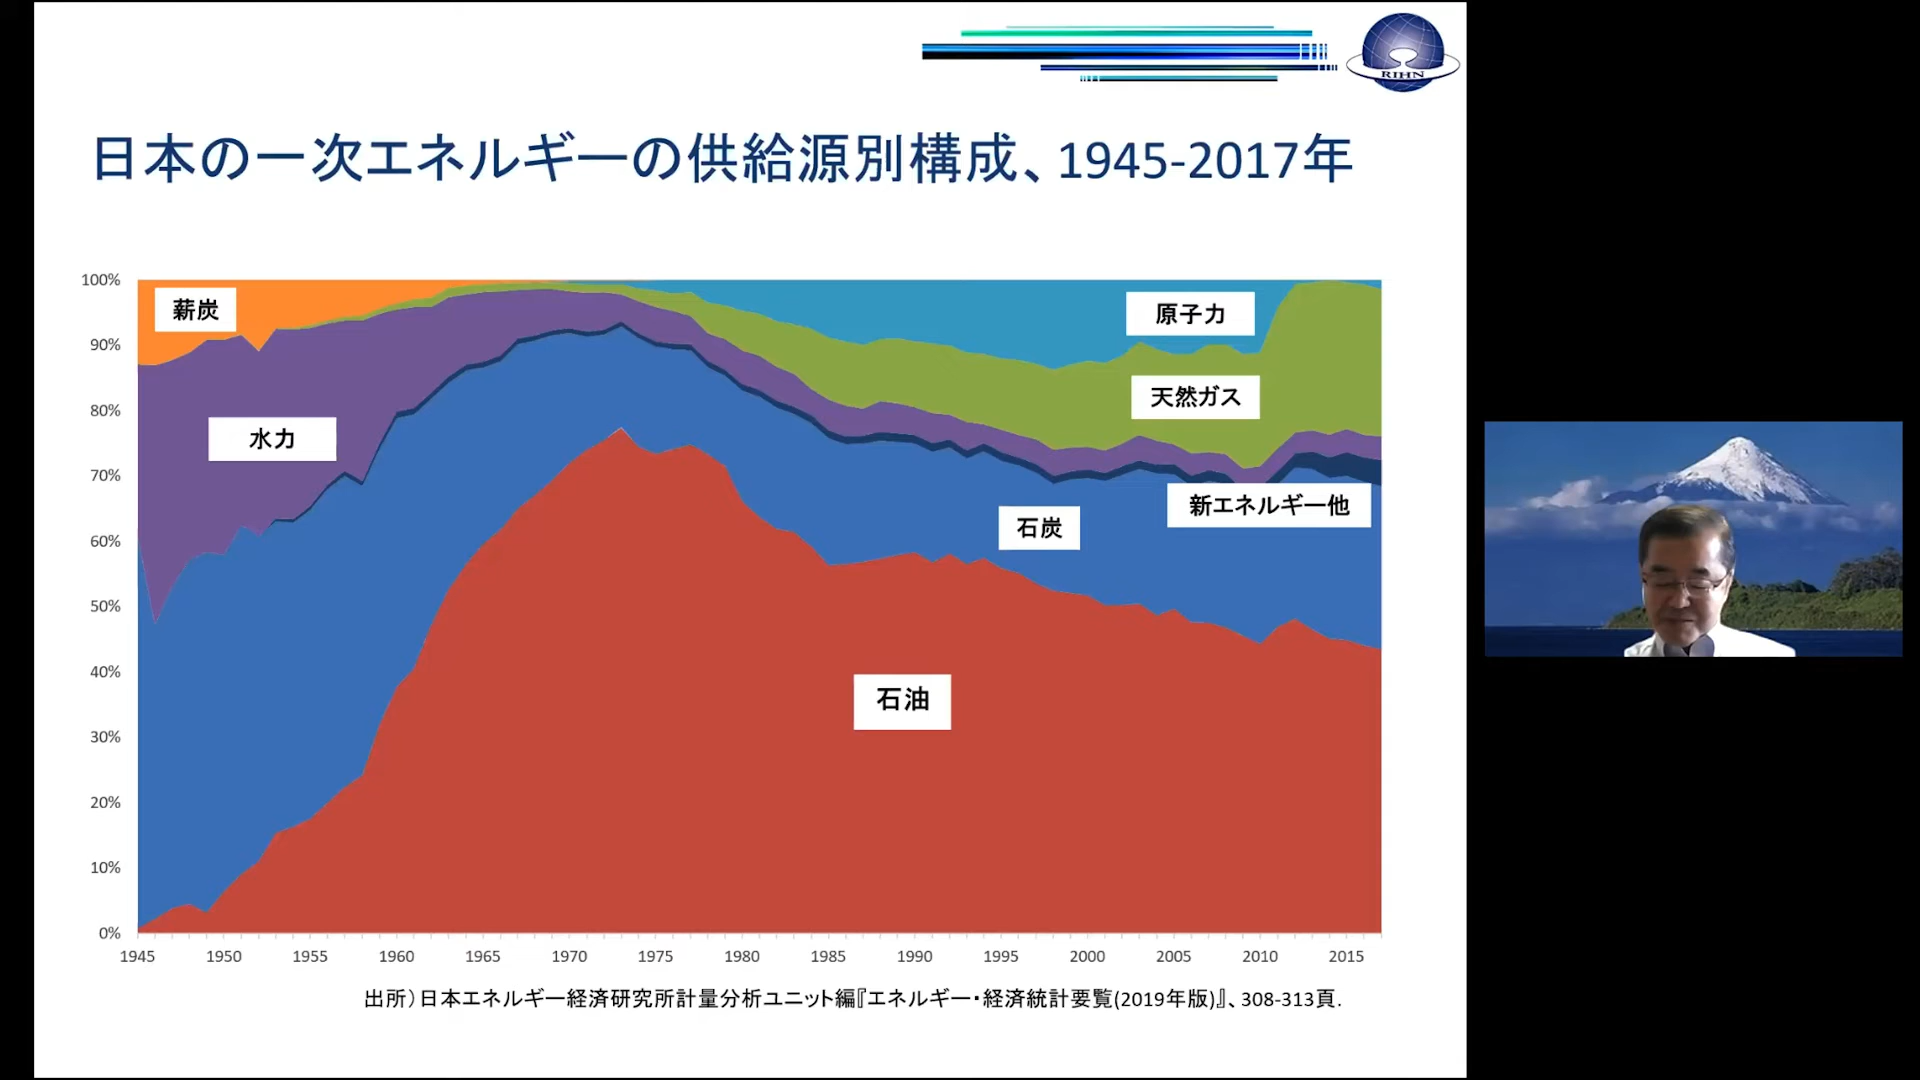 RIHN
日本の一次エネルギーの供給源別構成、1945-2017年
100%
90%
80%
70%
60%
50%
40%
30%
20%
10%
0%
薪炭
水力
原子力
天然ガス
新エネルギー他
石炭
石油
1945 1950 1955 1960 1965 1970 1975 1980 1985 1990 1995 2000 2005 2010 2015
出所）日本エネルギー経済研究所計量分析ユニット編『エネルギー・経済統計要覧(2019年版)』、308-313頁.